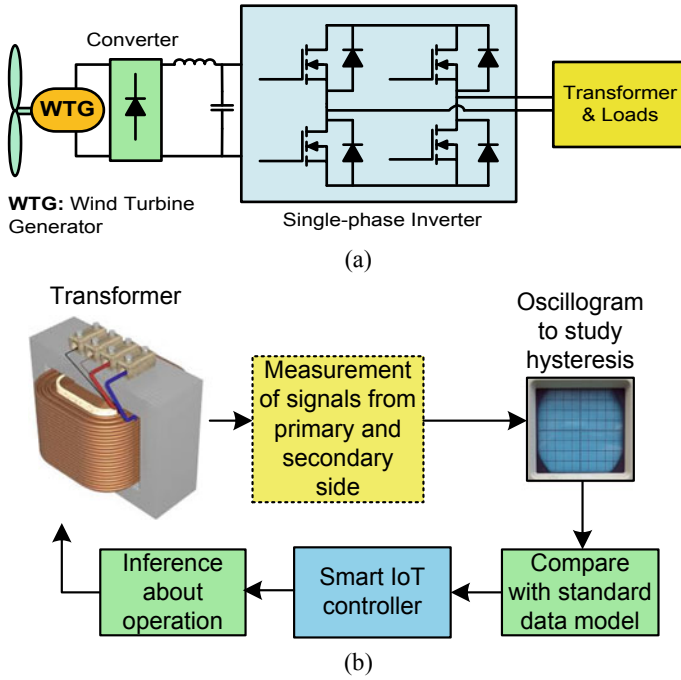 Converter
WTG
Transformer
& Loads
WTG: Wind Turbine
Generator
Single-phase Inverter
(a)
Transformer
Oscillogram
to study
hysteresis
Measurement
of signals from
primary and
secondary
side
Inference
about
operation
Smart IoT
controller
Compare
with standard
data model
(b)